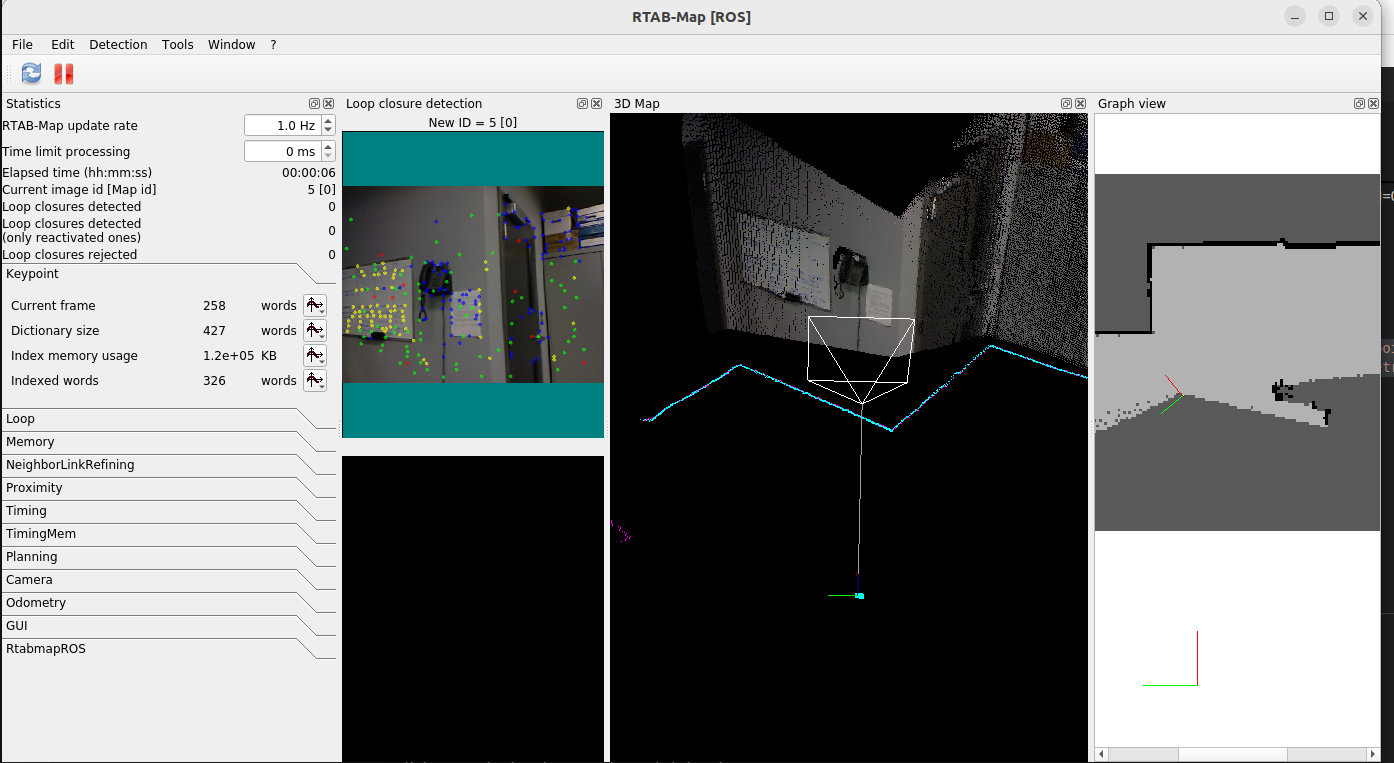 RTAB-Map [ROS]
File Edit Detection Tools Window ?
Statistics
RTAB-Map update rate 1.0 Hz
Time limit processing 0 ms
Elapsed time (hh:mm:ss) 00:00:06
Current image id [Map id] 5 [0]
Loop closures detected 0
Loop closures detected
(only reactivated ones) 0
Loop closures rejected 0
Keypoint
Current frame 258 words
Dictionary size 427 words
Index memory usage 1.2e+05 KB
Indexed words 326 words
Loop
Memory
NeighborLinkRefining
Proximity
Timing
TimingMem
Planning
Camera
Odometry
GUI
RtabmapROS
Loop closure detection
New ID = 5 [0]
3D Map
Graph view